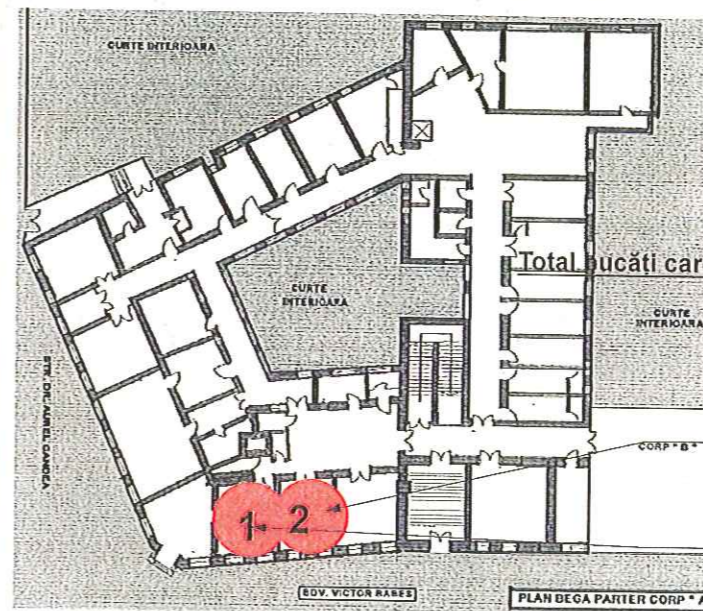 CURTE INTERIOARA
Total bucăți car
CURTE
INTERIOARA
CURTE
INTERIOARA
STR. DR. AUREL CANDEA
CORP " B "
1 2
BDV. VICTOR BABES
PLAN BEGA PARTER CORP " A